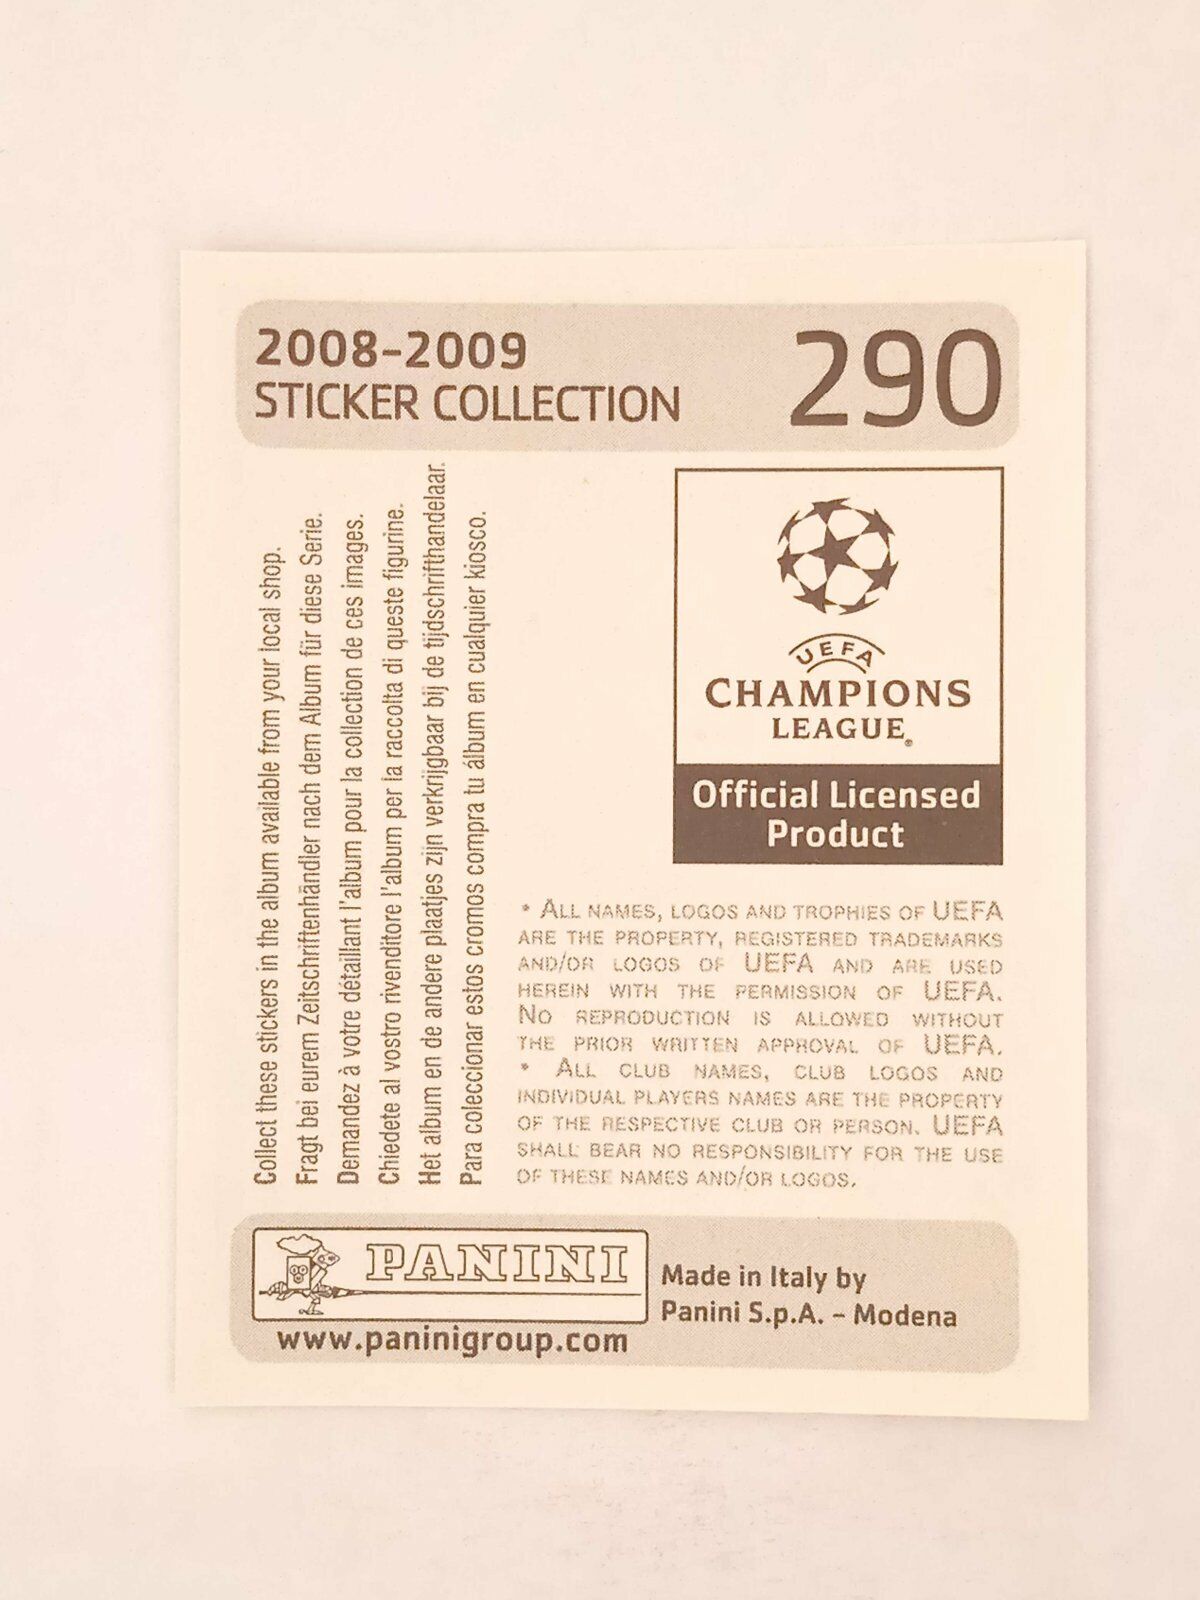 2008-2009
STICKER COLLECTION
290
Collect these stickers in the album available from your local shop.
Fragt bei eurem Zeitschriftenhändler nach dem Album für diese Serie.
Demandez à votre détaillant l'album pour la collection de ces images.
Chiedete al vostro rivenditore l'album per la raccolta di queste figurine.
Het album en de andere plaatjes zijn verkrijgbaar bij de tijdschrifthandelaar.
Para coleccionar estos cromos compra tu álbum en cualquier kiosco.
UEFA
CHAMPIONS
LEAGUE®
Official Licensed
Product
* ALL NAMES, LOGOS AND TROPHIES OF UEFA
ARE THE PROPERTY, REGISTERED TRADEMARKS
AND/OR LOGOS OF UEFA AND ARE USED
HEREIN WITH THE PERMISSION OF UEFA.
NO REPRODUCTION IS ALLOWED WITHOUT
THE PRIOR WRITTEN APPROVAL OF UEFA.
* ALL CLUB NAMES, CLUB LOGOS AND
INDIVIDUAL PLAYERS NAMES ARE THE PROPERTY
OF THE RESPECTIVE CLUB OR PERSON. UEFA
SHALL BEAR NO RESPONSIBILITY FOR THE USE
OF THESE NAMES AND/OR LOGOS.
PANINI
www.paninigroup.com
Made in Italy by
Panini S.p.A. - Modena